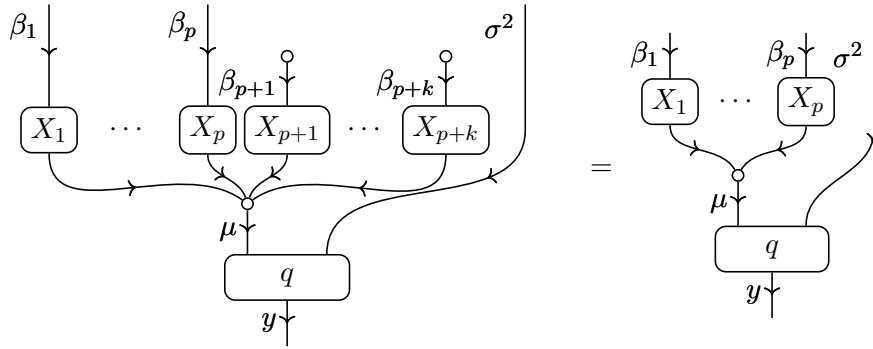 β₁ βₚ σ² β₁ βₚ σ²
βₚ₊₁ βₚ₊ₖ
X₁ ⋯ Xₚ Xₚ₊₁ ⋯ Xₚ₊ₖ X₁ ⋯ Xₚ
=
μ μ
q q
y y